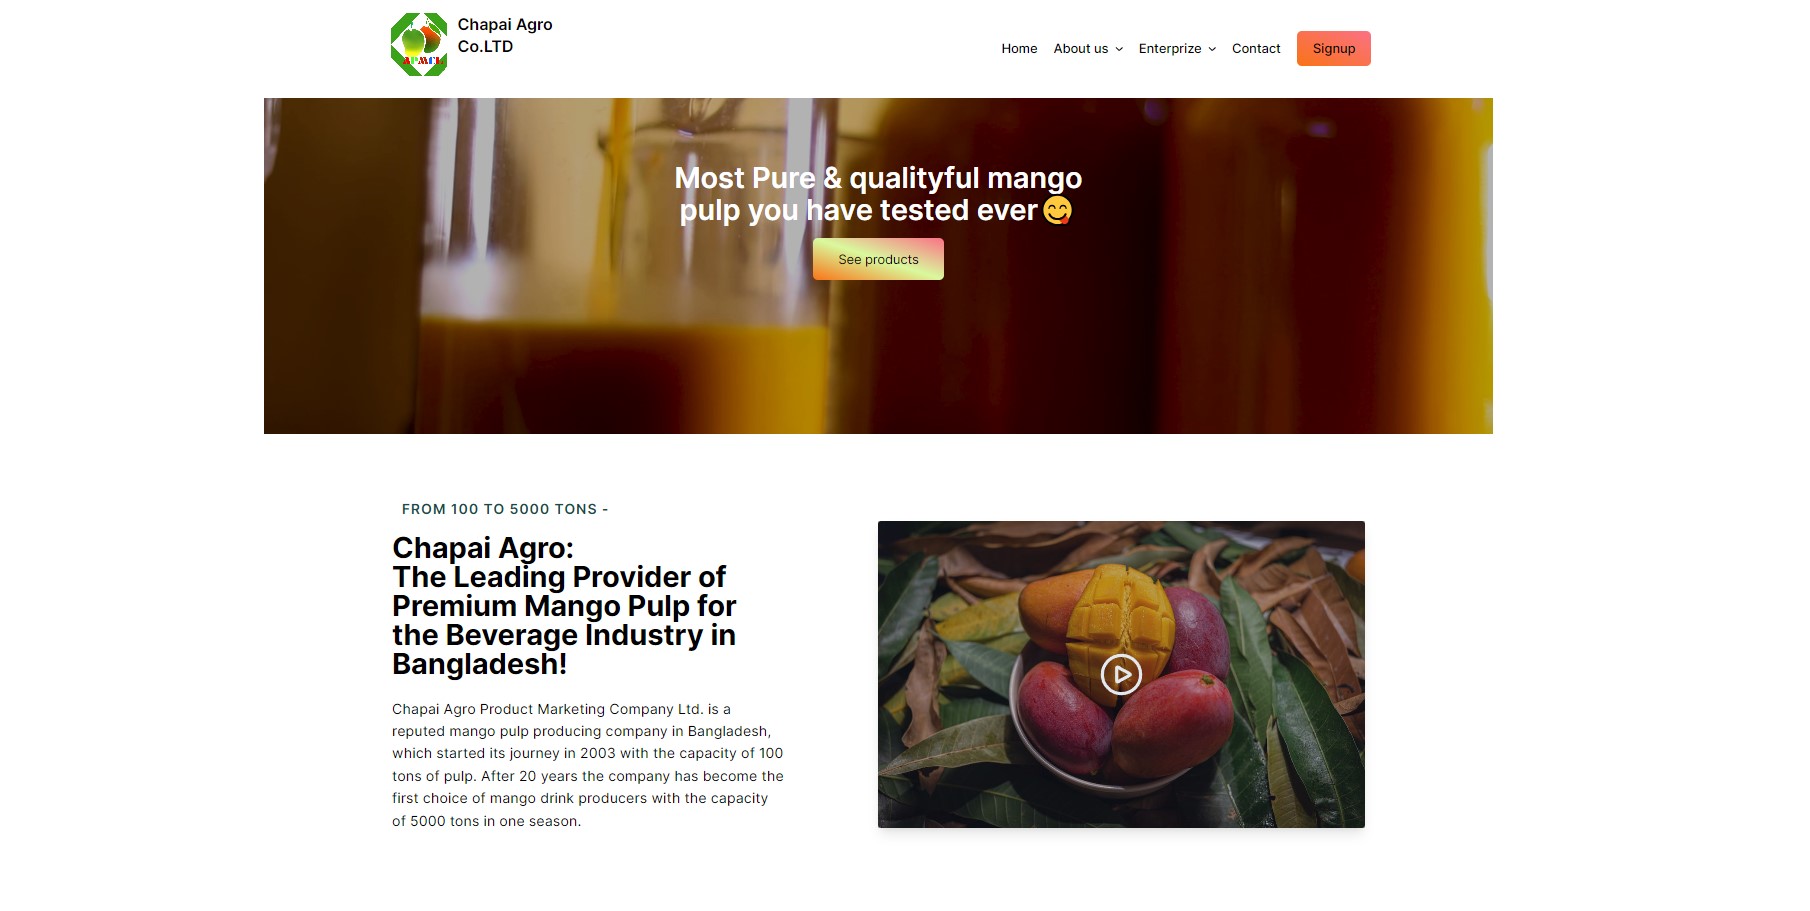 Chapai Agro
Co.LTD
APMCL
Home
About us
Enterprize
Contact
Signup
Most Pure & qualityful mango
pulp you have tested ever😋
See products
FROM 100 TO 5000 TONS -
Chapai Agro:
The Leading Provider of
Premium Mango Pulp for
the Beverage Industry in
Bangladesh!
Chapai Agro Product Marketing Company Ltd. is a
reputed mango pulp producing company in Bangladesh,
which started its journey in 2003 with the capacity of 100
tons of pulp. After 20 years the company has become the
first choice of mango drink producers with the capacity
of 5000 tons in one season.